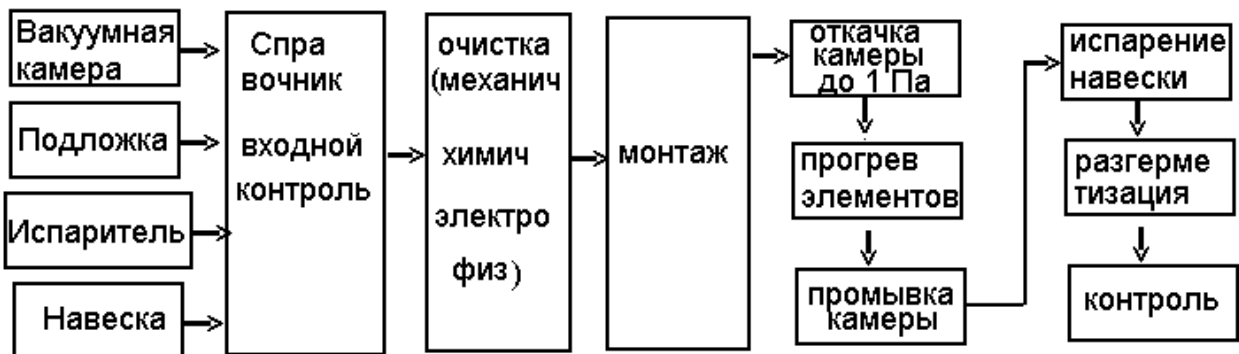 Вакуумная
камера
Подложка
Испаритель
Навеска
Спра
вочник
входной
контроль
очистка
(механич
химич
электро
физ)
монтаж
откачка
камеры
до 1 Па
прогрев
элементов
промывка
камеры
испарение
навески
разгерме
тизация
контроль